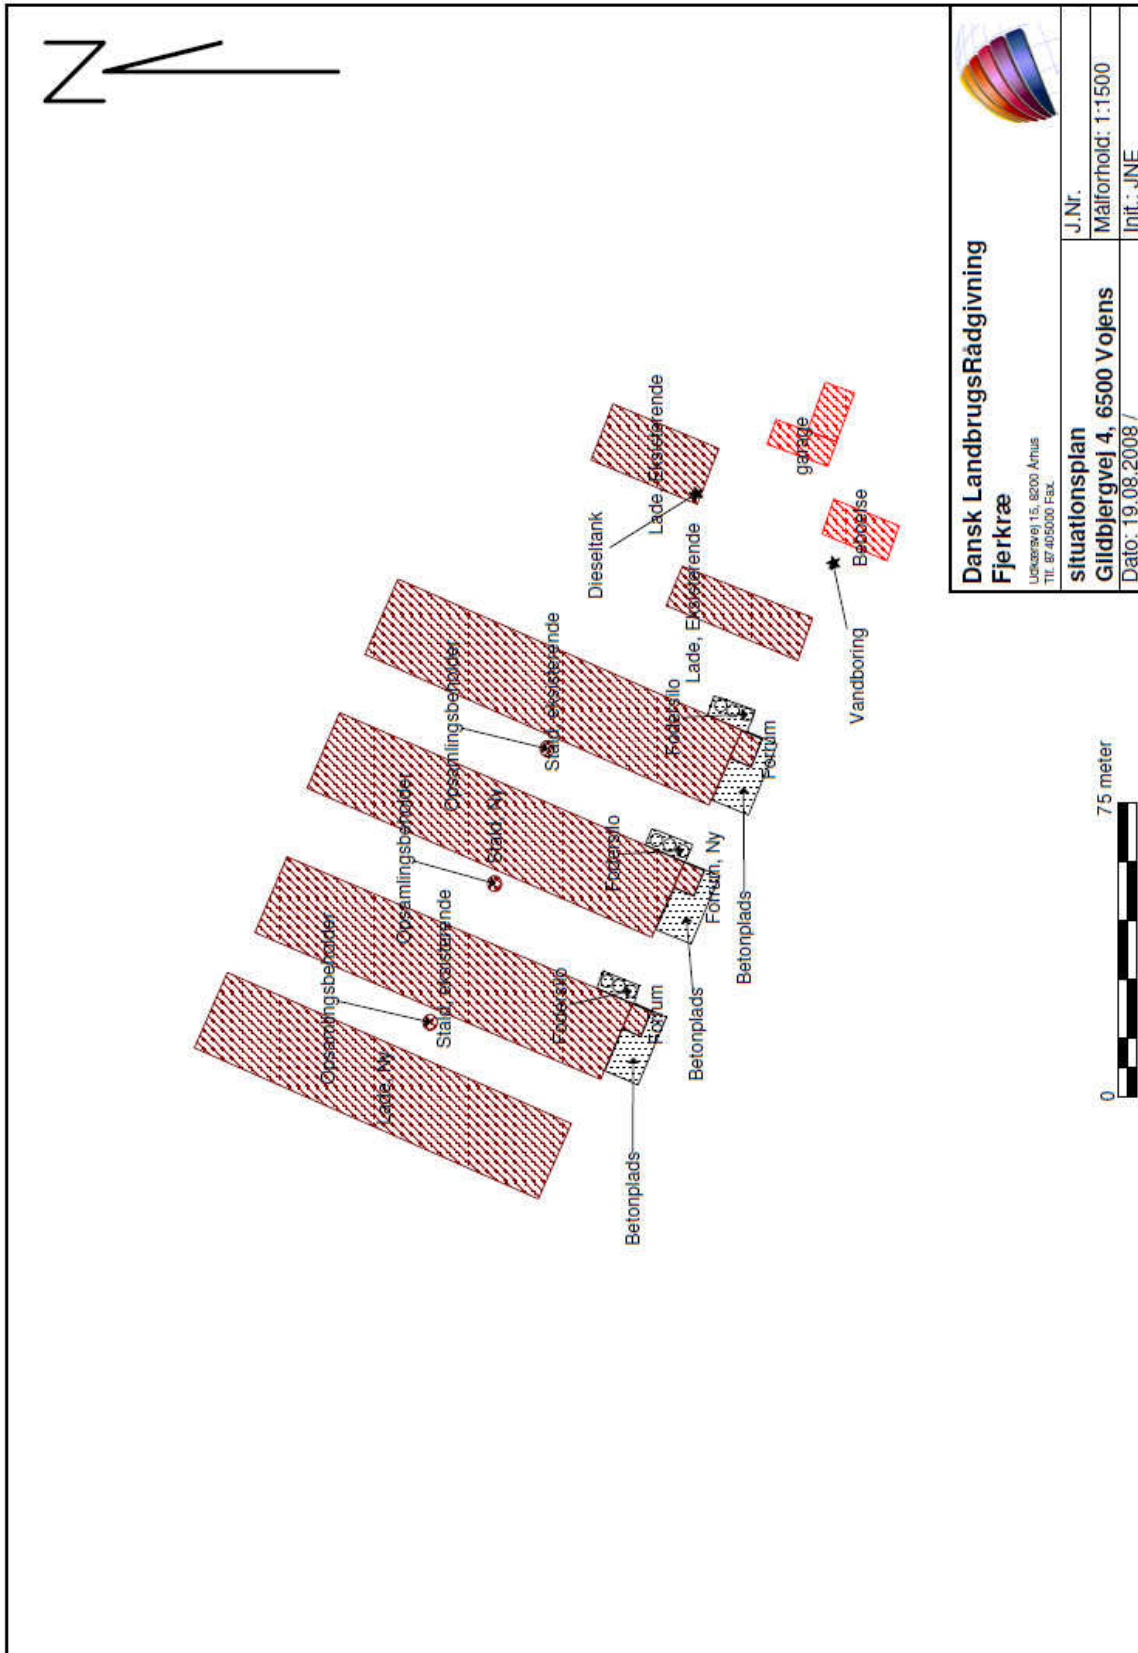 N
Dansk LandbrugsRådgivning
Fjerkræ
Udkærsvej 15, 8200 Århus
Tlf. 87405000 Fax.
situationsplan
Gildbjergvej 4, 6500 Vojens
Dato: 19.08.2008 /
J.Nr.
Målforhold: 1:1500
Init.: JNE
Opsamlingsbeholder
Lade, Ny
Opsamlingsbeholder
Stald, eksisterende
Opsamlingsbeholder
Stald, Ny
Stald, eksisterende
Fodersilo
Forrum
Betonplads
Fodersilo
Forrum, Ny
Betonplads
Fodersilo
Forrum
Betonplads
Dieseltank
Lade, Eksisterende
Lade, Eksisterende
garage
Beboelse
Vandboring
0
75 meter